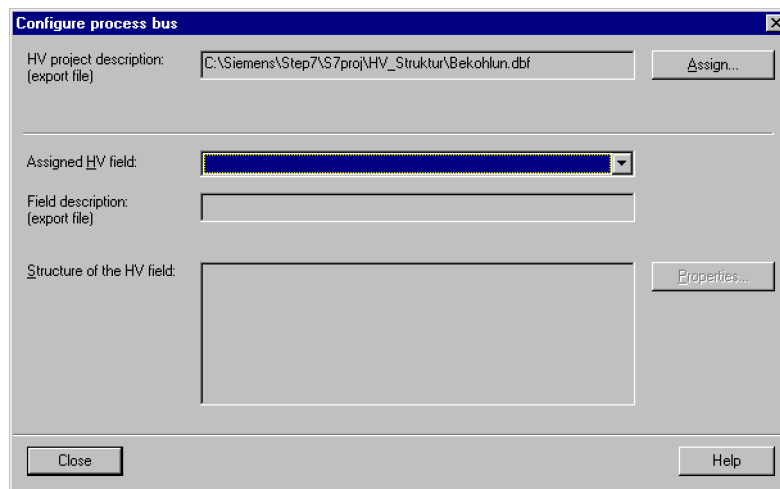 Configure process bus
HV project description:
(export file)
C:\Siemens\Step7\S7proj\HV_Struktur\Bekohlun.dbf
Assign...
Assigned HV field:
Field description:
(export file)
Structure of the HV field:
Properties...
Close
Help